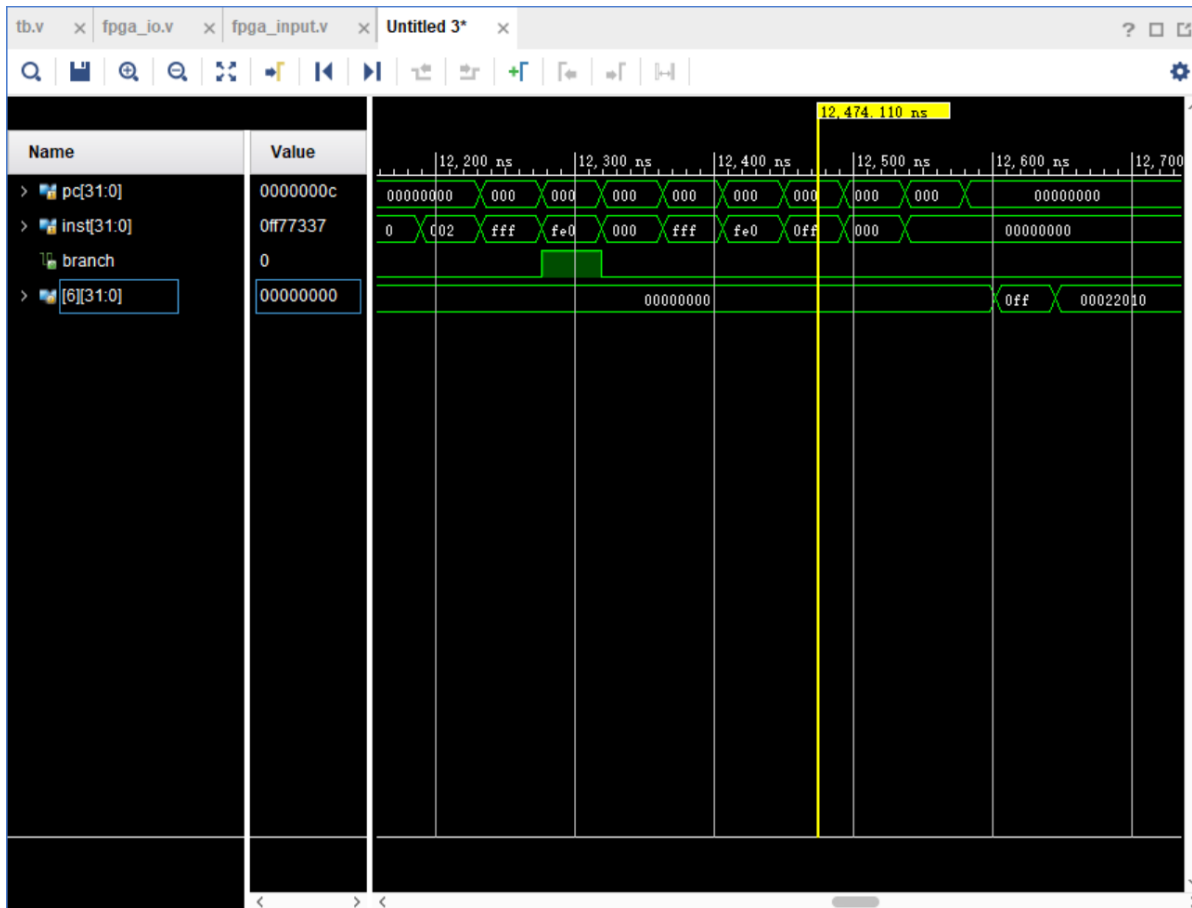 tb.v fpga_io.v fpga_input.v Untitled 3*
12,474.110 ns
Name Value
12,200 ns 12,300 ns 12,400 ns 12,500 ns 12,600 ns 12,700
pc[31:0] 0000000c 00000000 000 000 000 000 000 000 000 000 00000000
inst[31:0] 0ff77337 0 002 fff fe0 000 fff fe0 0ff 000 00000000
branch 0
[6][31:0] 00000000 00000000 0ff 00022010